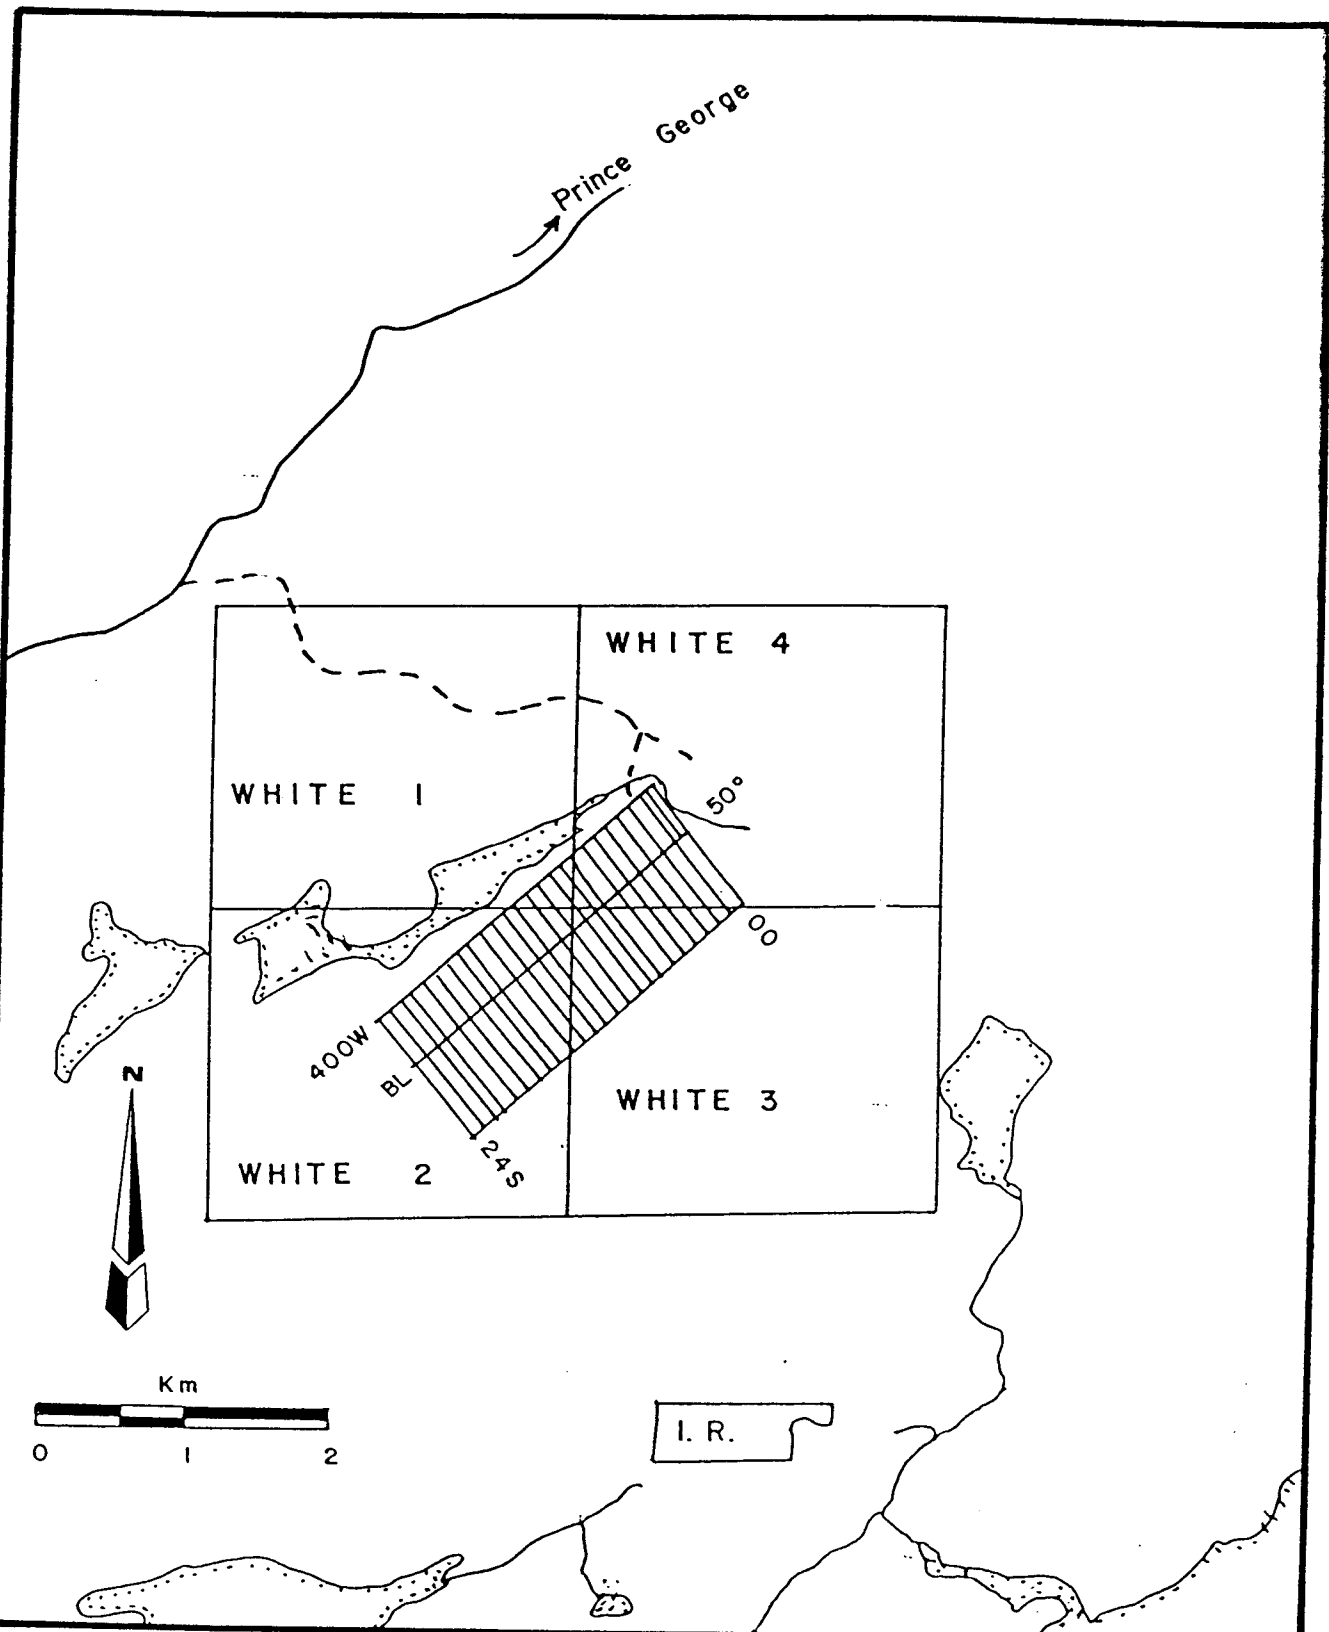 Prince George
WHITE 4
WHITE 1
50°
00
400W
BL
N
WHITE 3
24S
WHITE 2
Km
0 1 2
I. R.